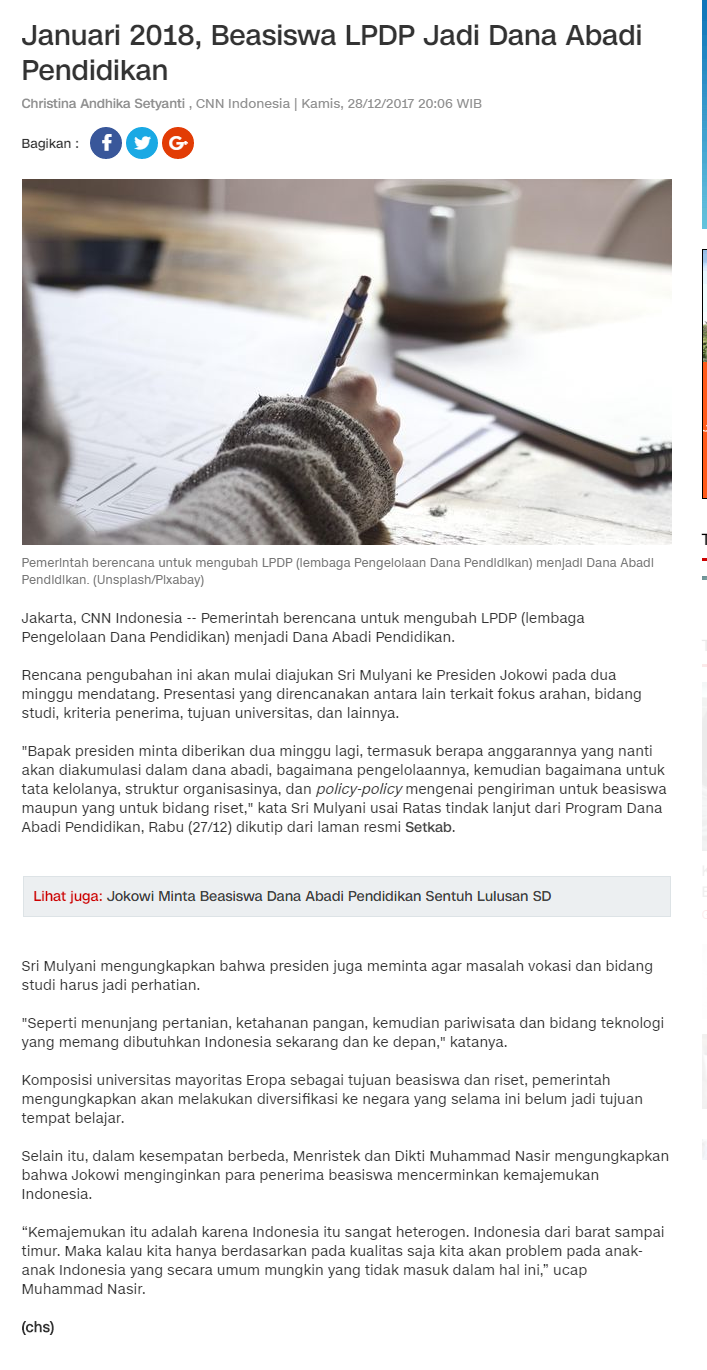 Januari 2018, Beasiswa LPDP Jadi Dana Abadi
Pendidikan
Christina Andhika Setyanti , CNN Indonesia | Kamis, 28/12/2017 20:06 WIB
Bagikan :
Pemerintah berencana untuk mengubah LPDP (lembaga Pengelolaan Dana Pendidikan) menjadi Dana Abadi
Pendidikan. (Unsplash/Pixabay)
Jakarta, CNN Indonesia -- Pemerintah berencana untuk mengubah LPDP (lembaga
Pengelolaan Dana Pendidikan) menjadi Dana Abadi Pendidikan.
Rencana pengubahan ini akan mulai diajukan Sri Mulyani ke Presiden Jokowi pada dua
minggu mendatang. Presentasi yang direncanakan antara lain terkait fokus arahan, bidang
studi, kriteria penerima, tujuan universitas, dan lainnya.
"Bapak presiden minta diberikan dua minggu lagi, termasuk berapa anggarannya yang nanti
akan diakumulasi dalam dana abadi, bagaimana pengelolaannya, kemudian bagaimana untuk
tata kelolanya, struktur organisasinya, dan policy-policy mengenai pengiriman untuk beasiswa
maupun yang untuk bidang riset," kata Sri Mulyani usai Ratas tindak lanjut dari Program Dana
Abadi Pendidikan, Rabu (27/12) dikutip dari laman resmi Setkab.
Lihat juga: Jokowi Minta Beasiswa Dana Abadi Pendidikan Sentuh Lulusan SD
Sri Mulyani mengungkapkan bahwa presiden juga meminta agar masalah vokasi dan bidang
studi harus jadi perhatian.
"Seperti menunjang pertanian, ketahanan pangan, kemudian pariwisata dan bidang teknologi
yang memang dibutuhkan Indonesia sekarang dan ke depan," katanya.
Komposisi universitas mayoritas Eropa sebagai tujuan beasiswa dan riset, pemerintah
mengungkapkan akan melakukan diversifikasi ke negara yang selama ini belum jadi tujuan
tempat belajar.
Selain itu, dalam kesempatan berbeda, Menristek dan Dikti Muhammad Nasir mengungkapkan
bahwa Jokowi menginginkan para penerima beasiswa mencerminkan kemajemukan
Indonesia.
“Kemajemukan itu adalah karena Indonesia itu sangat heterogen. Indonesia dari barat sampai
timur. Maka kalau kita hanya berdasarkan pada kualitas saja kita akan problem pada anak-
anak Indonesia yang secara umum mungkin yang tidak masuk dalam hal ini,” ucap
Muhammad Nasir.
(chs)